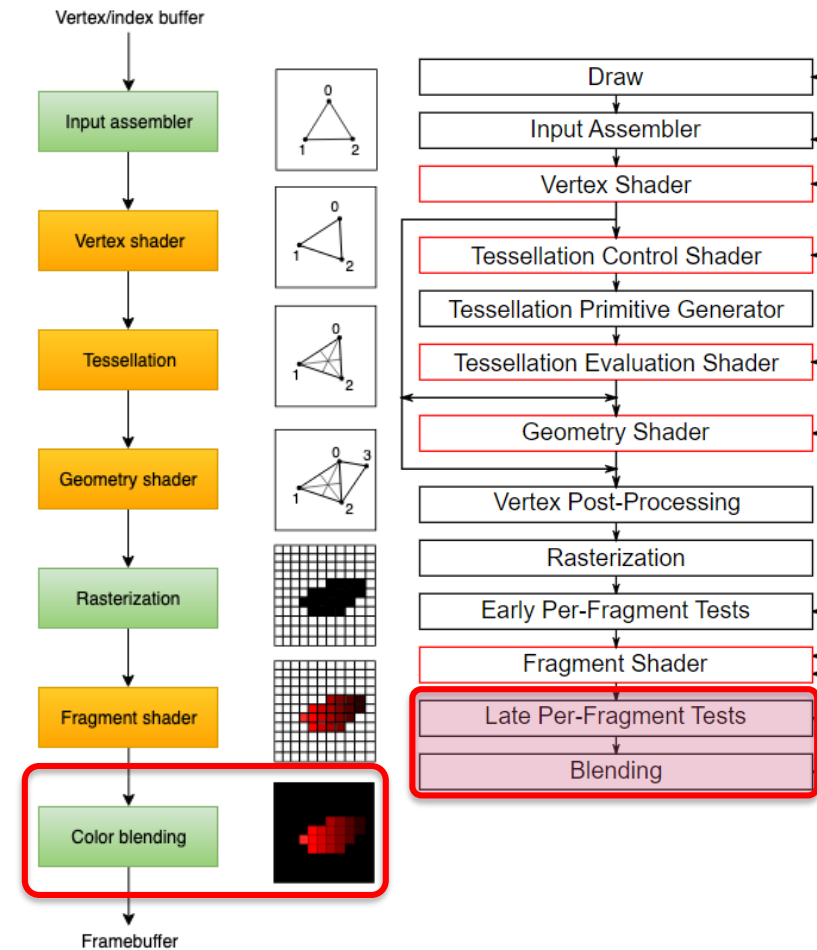 Vertex/index buffer
Input assembler
Vertex shader
Tessellation
Geometry shader
Rasterization
Fragment shader
Color blending
Framebuffer
0
1
2
0
1
2
0
1
2
0
3
1
2
Draw
Input Assembler
Vertex Shader
Tessellation Control Shader
Tessellation Primitive Generator
Tessellation Evaluation Shader
Geometry Shader
Vertex Post-Processing
Rasterization
Early Per-Fragment Tests
Fragment Shader
Late Per-Fragment Tests
Blending